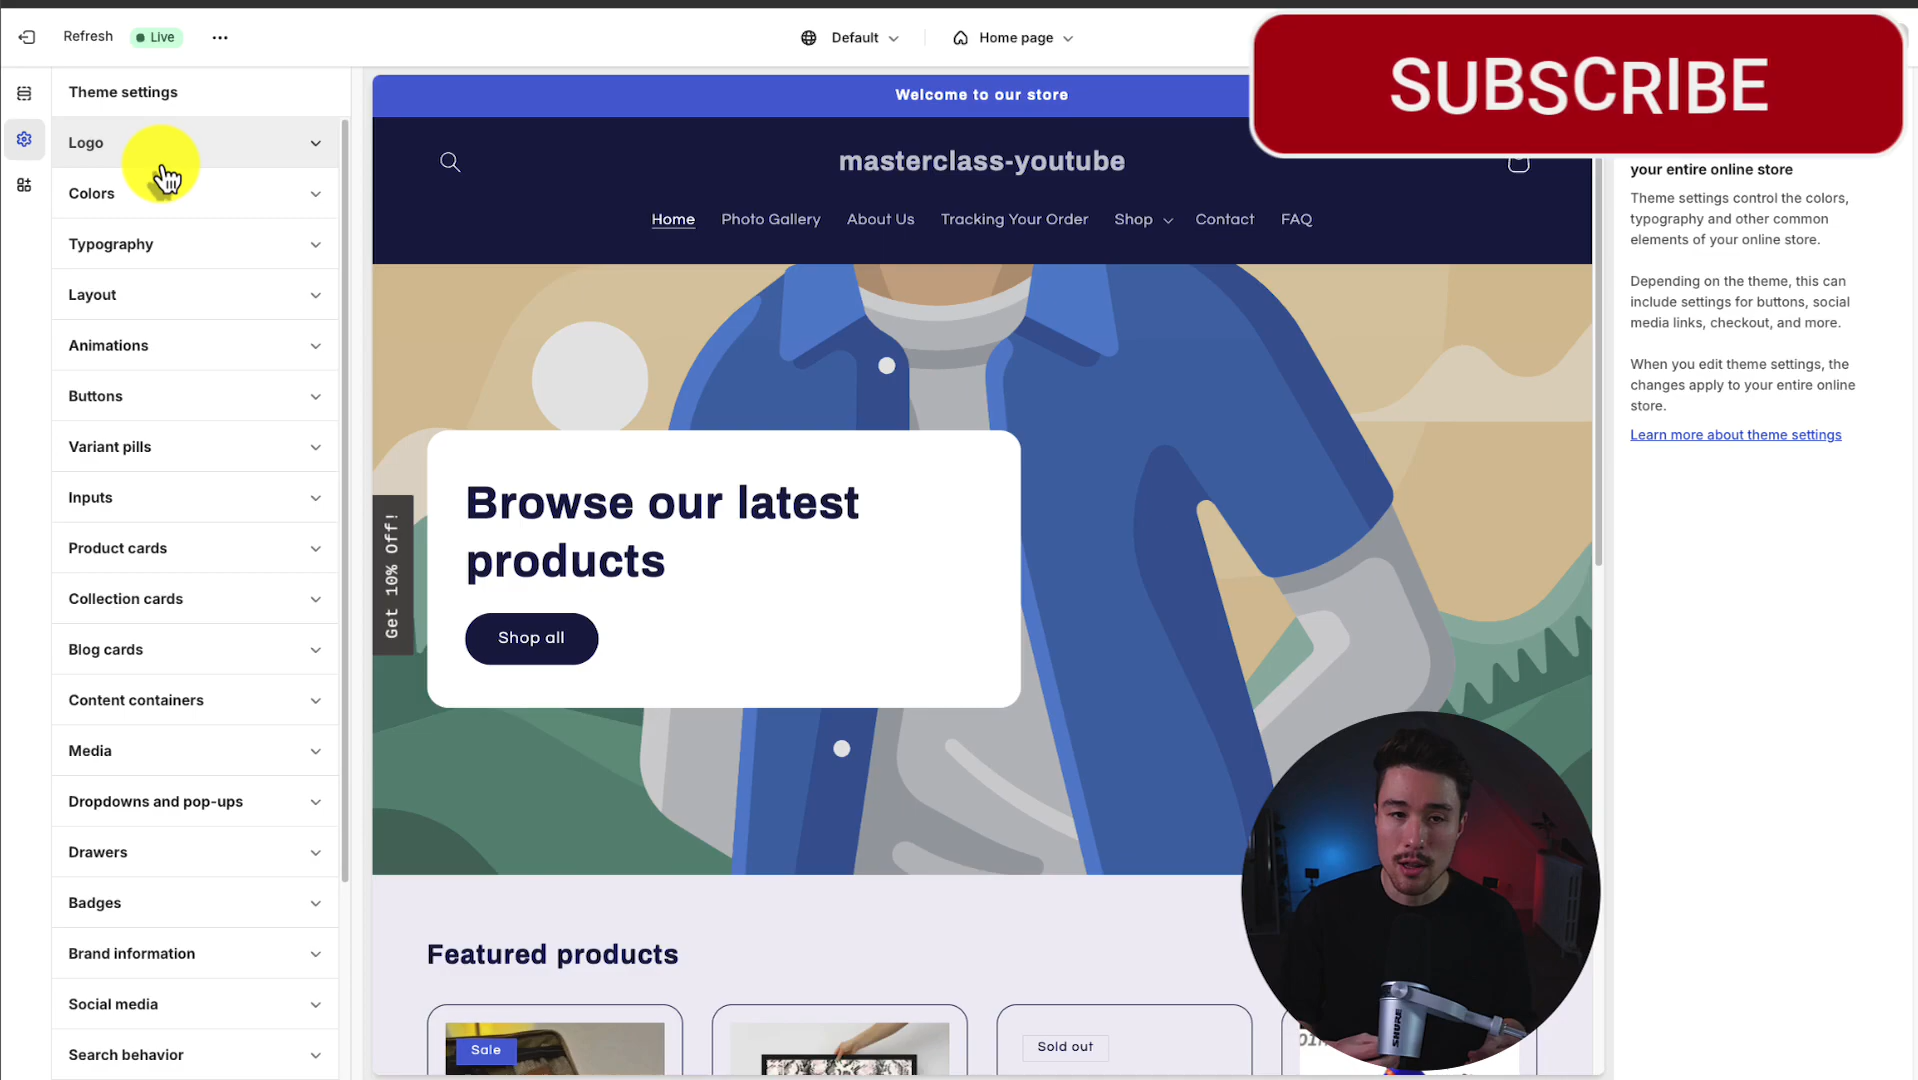 Refresh
Live
Default
Home page
SUBSCRIBE
Theme settings
Logo
Colors
Typography
Layout
Animations
Buttons
Variant pills
Inputs
Product cards
Collection cards
Blog cards
Content containers
Media
Dropdowns and pop-ups
Drawers
Badges
Brand information
Social media
Search behavior
Welcome to our store
masterclass-youtube
Home
Photo Gallery
About Us
Tracking Your Order
Shop
Contact
FAQ
Get 10% Off!
Browse our latest
products
Shop all
Featured products
Sale
Sold out
SHURE
your entire online store
Theme settings control the colors,
typography and other common
elements of your online store.
Depending on the theme, this can
include settings for buttons, social
media links, checkout, and more.
When you edit theme settings, the
changes apply to your entire online
store.
Learn more about theme settings